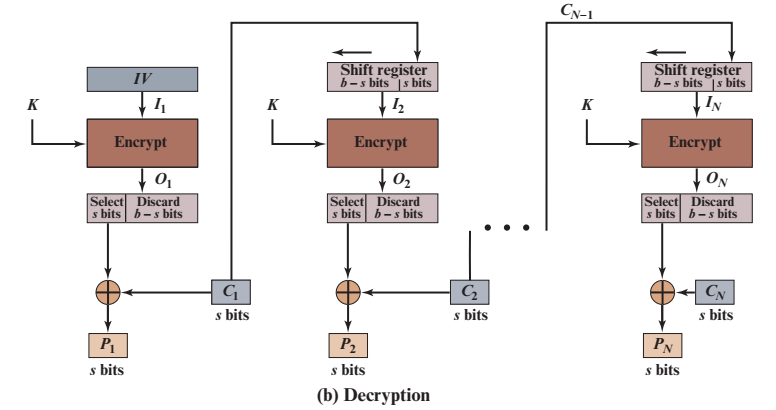 C_{N–1}
IV
Shift register
b – s bits | s bits
Shift register
b – s bits | s bits
K
I_1
K
I_2
K
I_N
Encrypt
Encrypt
Encrypt
O_1
O_2
O_N
Select
s bits
Discard
b – s bits
Select
s bits
Discard
b – s bits
• • •
Select
s bits
Discard
b – s bits
C_1
s bits
C_2
s bits
C_N
s bits
P_1
s bits
P_2
s bits
P_N
s bits
(b) Decryption